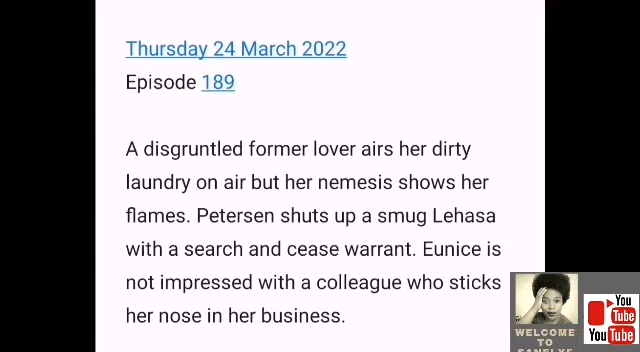 Thursday 24 March 2022
Episode 189
A disgruntled former lover airs her dirty
laundry on air but her nemesis shows her
flames. Petersen shuts up a smug Lehasa
with a search and cease warrant. Eunice is
not impressed with a colleague who sticks
her nose in her business.
WELCOME
TO
You
Tube
YouTube